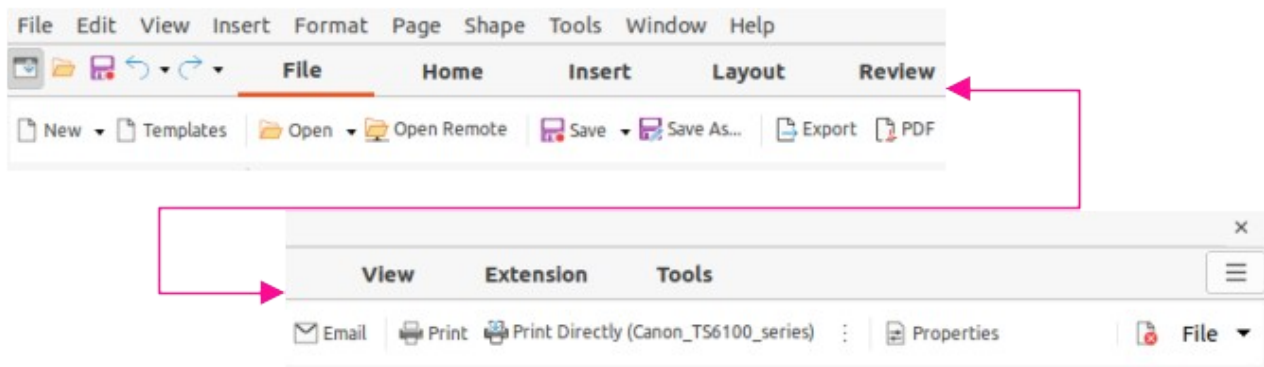 File Edit View Insert Format Page Shape Tools Window Help
File Home Insert Layout Review
New Templates Open Open Remote Save Save As... Export PDF
View Extension Tools
Email Print Print Directly (Canon_TS6100_series) Properties File